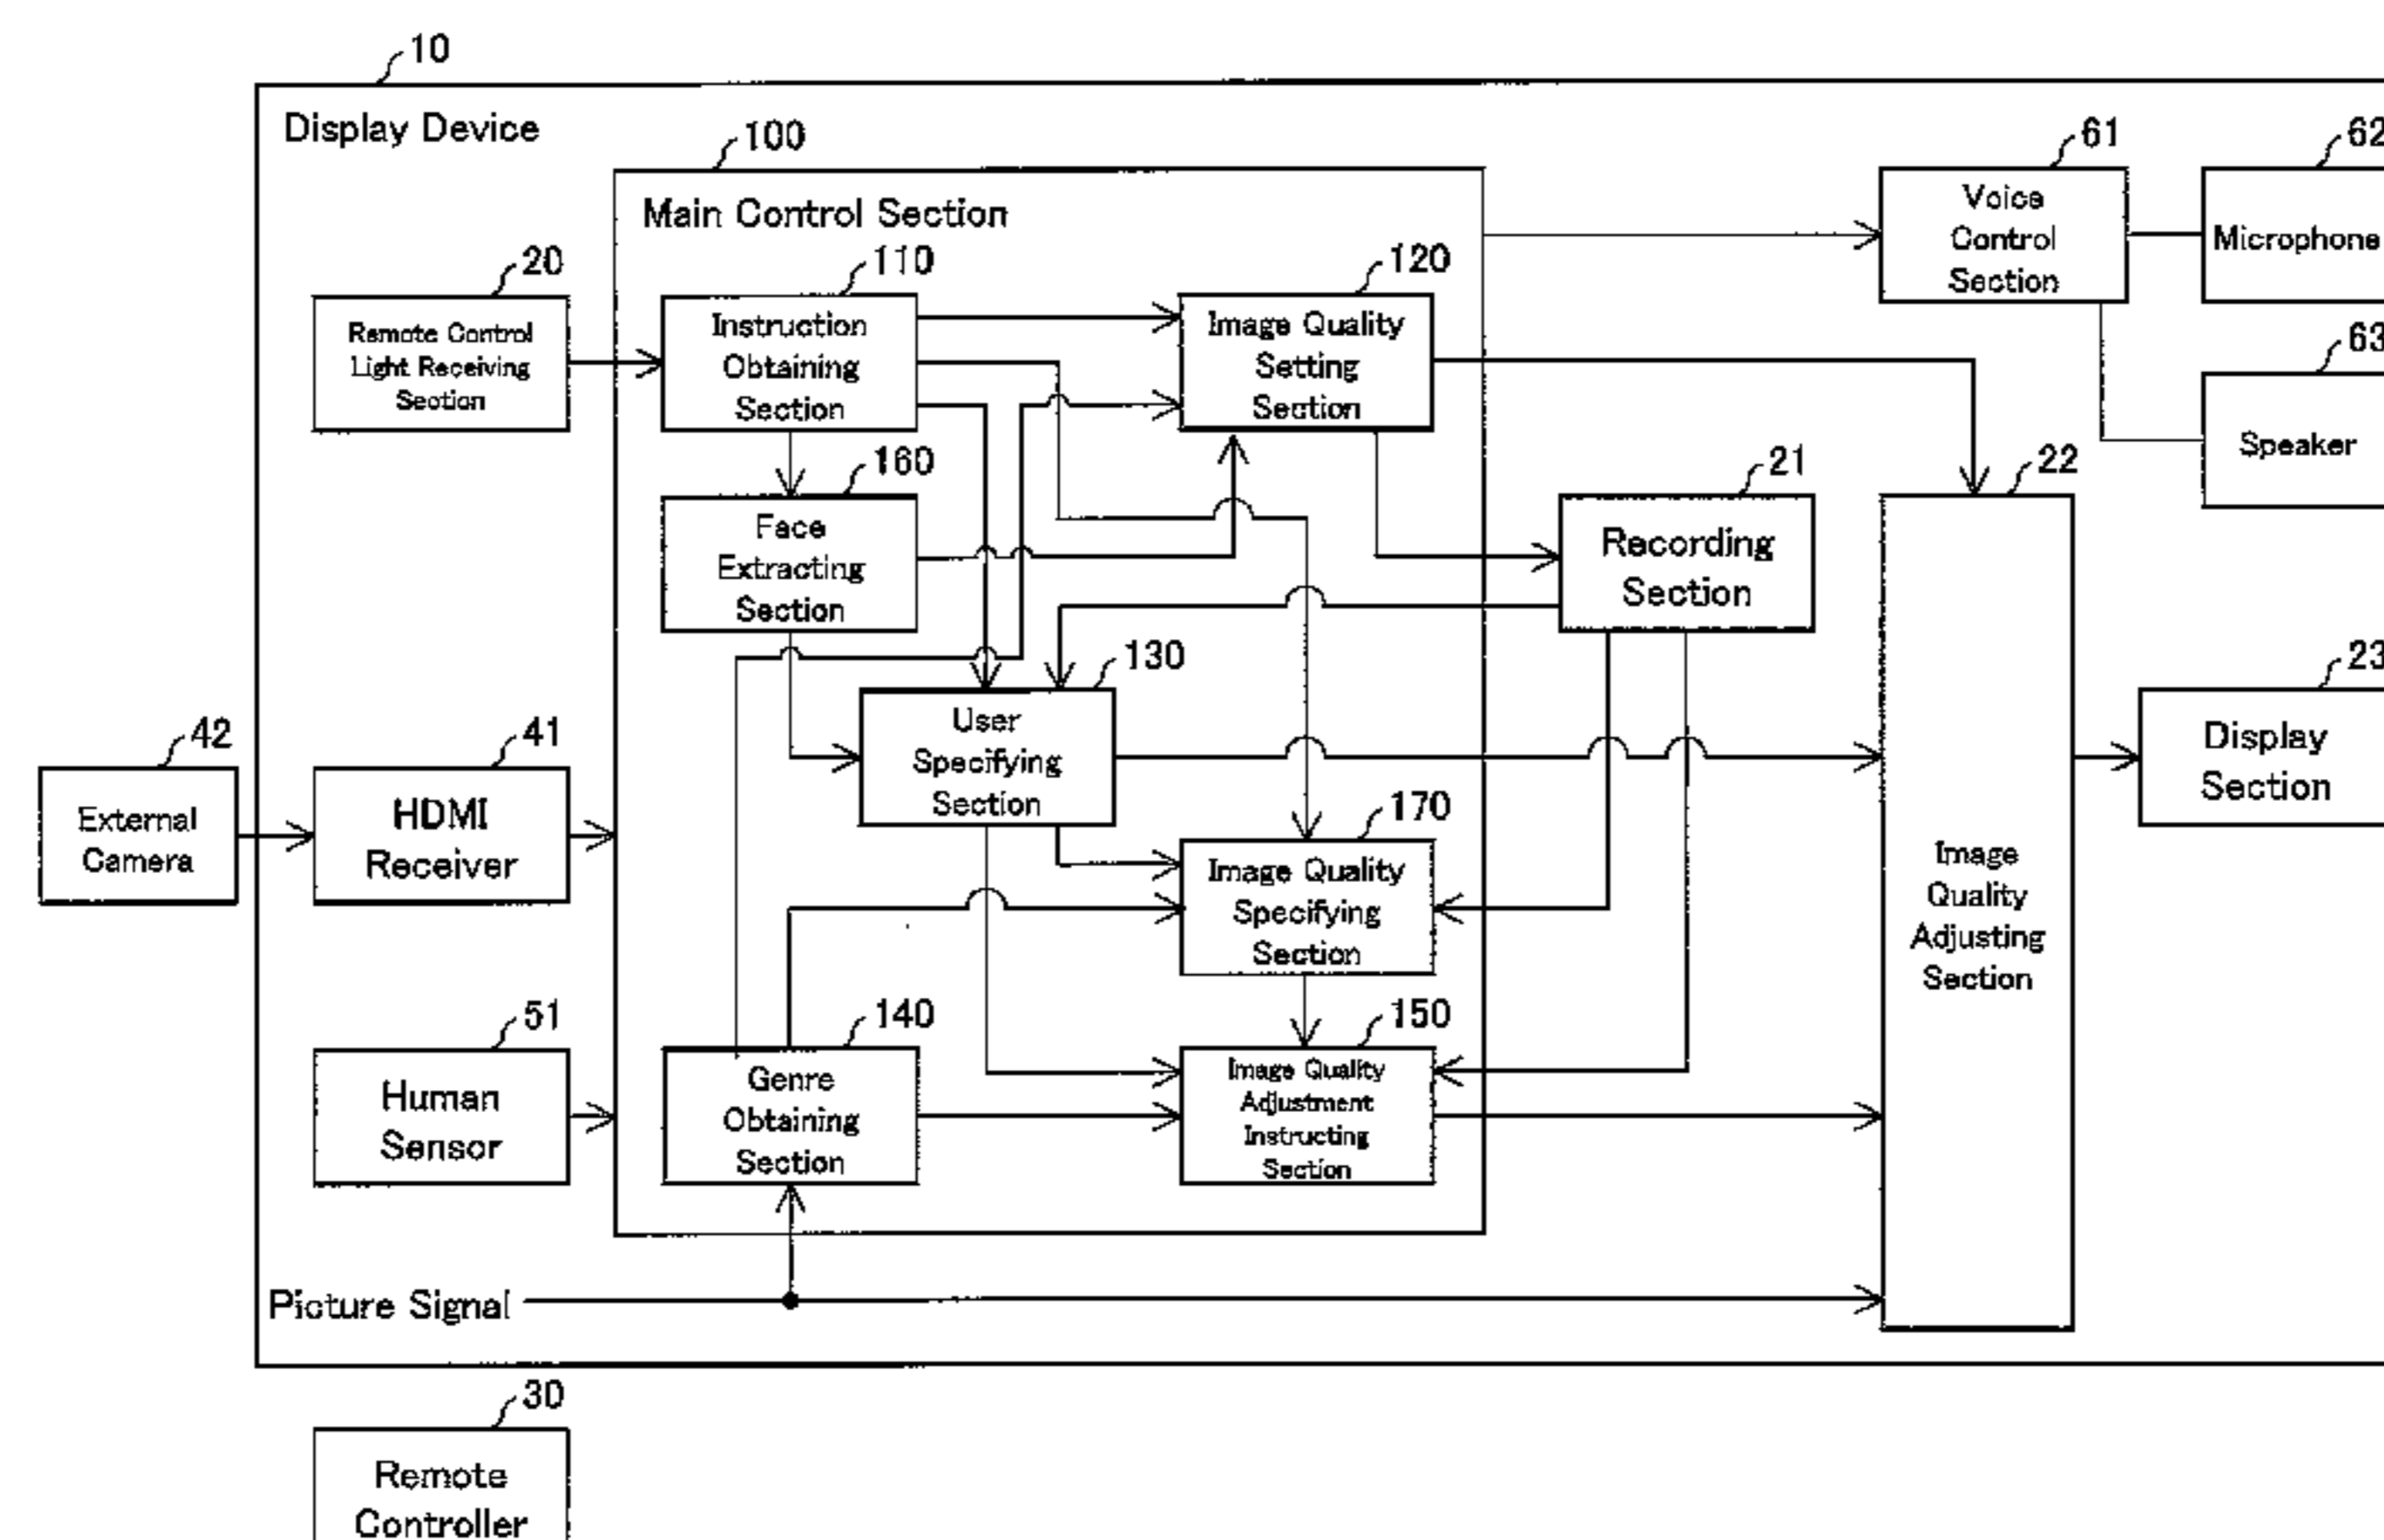 10
Display Device
100
Main Control Section
61
Voice
Control
Section
62
Microphone
20
Remote Control
Light Receiving
Section
110
Instruction
Obtaining
Section
120
Image Quality
Setting
Section
63
Speaker
160
Face
Extracting
Section
21
Recording
Section
22
Image
Quality
Adjusting
Section
130
User
Specifying
Section
23
Display
Section
42
External
Camera
41
HDMI
Receiver
170
Image Quality
Specifying
Section
51
Human
Sensor
140
Genre
Obtaining
Section
150
Image Quality
Adjustment
Instructing
Section
Picture Signal
30
Remote
Controller